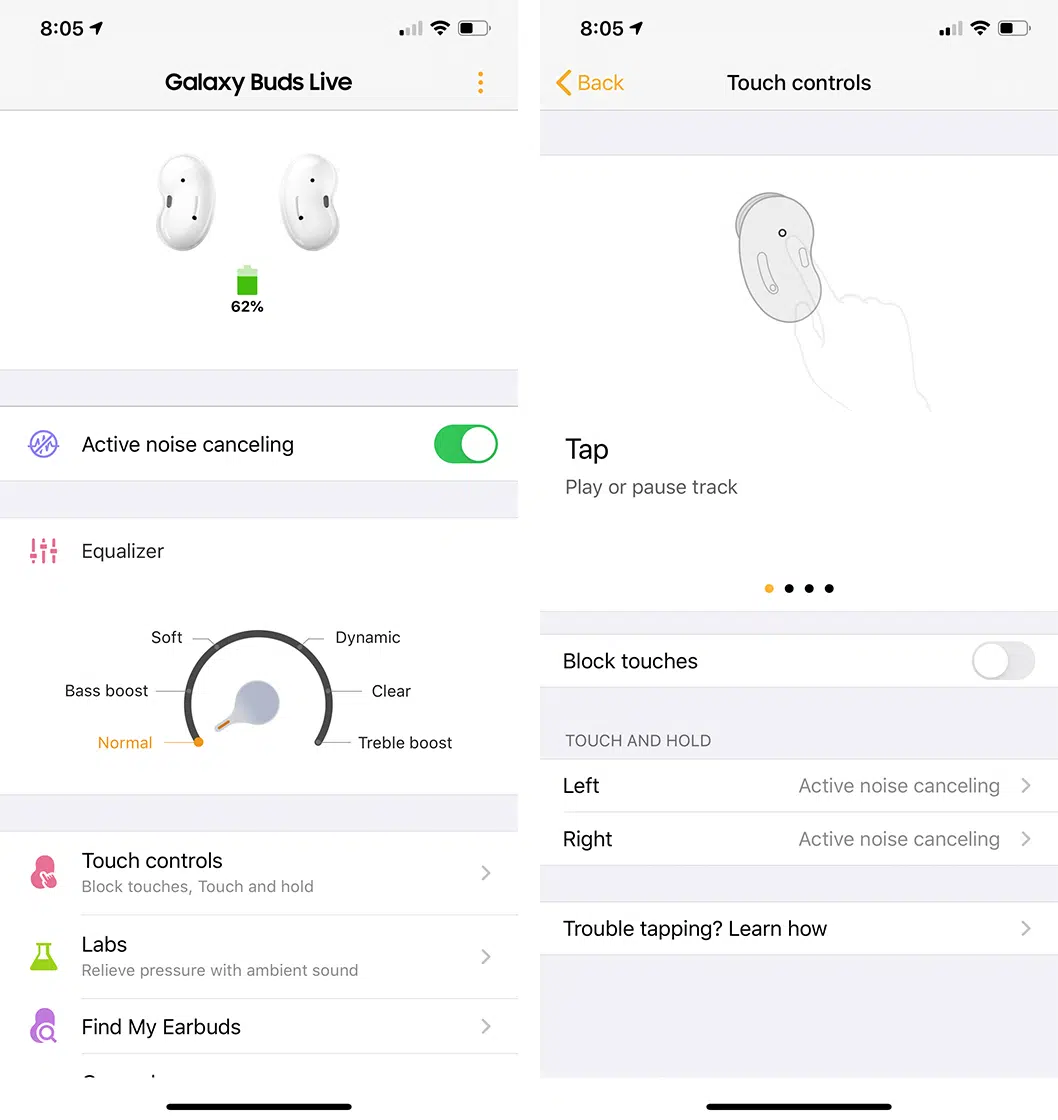 8:05
Galaxy Buds Live
62%
Active noise canceling
Equalizer
Soft
Dynamic
Bass boost
Clear
Normal
Treble boost
Touch controls
Block touches, Touch and hold
Labs
Relieve pressure with ambient sound
Find My Earbuds
8:05
Back
Touch controls
Tap
Play or pause track
Block touches
TOUCH AND HOLD
Left Active noise canceling
Right Active noise canceling
Trouble tapping? Learn how